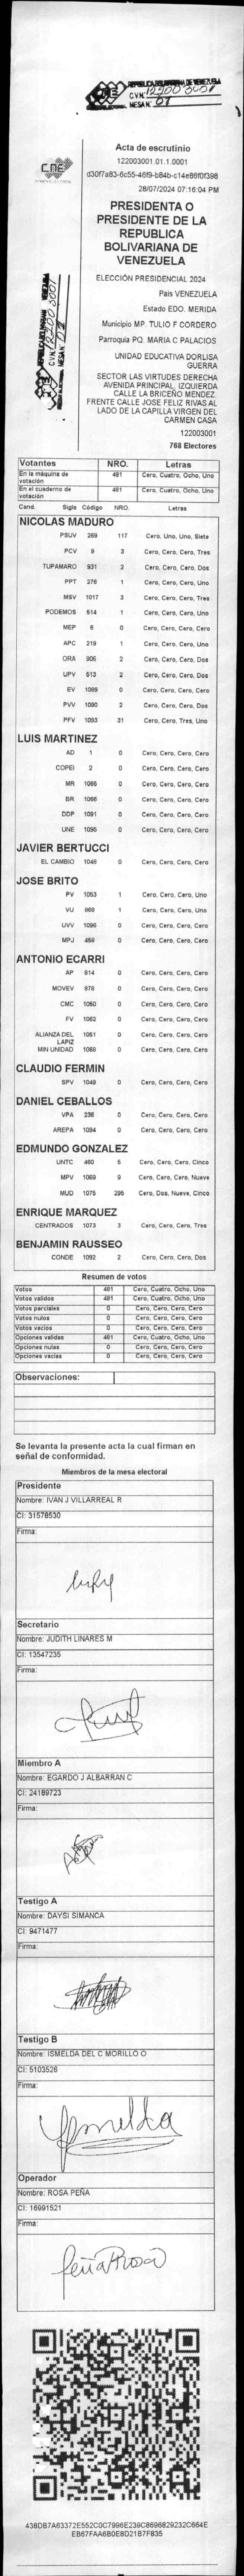 REPUBLICA BOLIVARIANA DE VENEZUELA
CNE
CVN: 12200 3001
MESA N: 01
CNE
Acta de escrutinio
122003001.01.1.0001
d30f7a83-6c55-46f9-b84b-c14e86f0f398
28/07/2024 07:16:04 PM
PRESIDENTA O
PRESIDENTE DE LA
REPUBLICA
BOLIVARIANA DE
VENEZUELA
ELECCIÓN PRESIDENCIAL 2024
País VENEZUELA
Estado EDO. MERIDA
Municipio MP. TULIO F CORDERO
Parroquia PQ. MARIA C PALACIOS
UNIDAD EDUCATIVA DORLISA
GUERRA
SECTOR LAS VIRTUDES DERECHA
AVENIDA PRINCIPAL. IZQUIERDA
CALLE LA BRICEÑO MENDEZ.
FRENTE CALLE JOSE FELIZ RIVAS AL
LADO DE LA CAPILLA VIRGEN DEL
CARMEN CASA
122003001
768 Electores
Votantes NRO. Letras
En la máquina de votación 481 Cero, Cuatro, Ocho, Uno
En el cuaderno de votación 481 Cero, Cuatro, Ocho, Uno
Cand. Sigla Código NRO. Letras
NICOLAS MADURO
PSUV 269 117 Cero, Uno, Uno, Siete
PCV 9 3 Cero, Cero, Cero, Tres
TUPAMARO 931 2 Cero, Cero, Cero, Dos
PPT 276 1 Cero, Cero, Cero, Uno
MSV 1017 3 Cero, Cero, Cero, Tres
PODEMOS 514 1 Cero, Cero, Cero, Uno
MEP 6 0 Cero, Cero, Cero, Cero
APC 219 1 Cero, Cero, Cero, Uno
ORA 906 2 Cero, Cero, Cero, Dos
UPV 513 2 Cero, Cero, Cero, Dos
EV 1089 0 Cero, Cero, Cero, Cero
PVV 1090 2 Cero, Cero, Cero, Dos
PFV 1093 31 Cero, Cero, Tres, Uno
LUIS MARTINEZ
AD 1 0 Cero, Cero, Cero, Cero
COPEI 2 0 Cero, Cero, Cero, Cero
MR 1065 0 Cero, Cero, Cero, Cero
BR 1066 0 Cero, Cero, Cero, Cero
DDP 1091 0 Cero, Cero, Cero, Cero
UNE 1095 0 Cero, Cero, Cero, Cero
JAVIER BERTUCCI
EL CAMBIO 1048 0 Cero, Cero, Cero, Cero
JOSE BRITO
PV 1053 1 Cero, Cero, Cero, Uno
VU 969 1 Cero, Cero, Cero, Uno
UVV 1096 0 Cero, Cero, Cero, Cero
MPJ 458 0 Cero, Cero, Cero, Cero
ANTONIO ECARRI
AP 814 0 Cero, Cero, Cero, Cero
MOVEV 978 0 Cero, Cero, Cero, Cero
CMC 1050 0 Cero, Cero, Cero, Cero
FV 1062 0 Cero, Cero, Cero, Cero
ALIANZA DEL LAPIZ 1051 0 Cero, Cero, Cero, Cero
MIN UNIDAD 1068 0 Cero, Cero, Cero, Cero
CLAUDIO FERMIN
SPV 1049 0 Cero, Cero, Cero, Cero
DANIEL CEBALLOS
VPA 236 0 Cero, Cero, Cero, Cero
AREPA 1094 0 Cero, Cero, Cero, Cero
EDMUNDO GONZALEZ
UNTC 460 5 Cero, Cero, Cero, Cinco
MPV 1069 9 Cero, Cero, Cero, Nueve
MUD 1075 295 Cero, Dos, Nueve, Cinco
ENRIQUE MARQUEZ
CENTRADOS 1073 3 Cero, Cero, Cero, Tres
BENJAMIN RAUSSEO
CONDE 1092 2 Cero, Cero, Cero, Dos
Resumen de votos
Votos 481 Cero, Cuatro, Ocho, Uno
Votos validos 481 Cero, Cuatro, Ocho, Uno
Votos parciales 0 Cero, Cero, Cero, Cero
Votos nulos 0 Cero, Cero, Cero, Cero
Votos vacios 0 Cero, Cero, Cero, Cero
Opciones validas 481 Cero, Cuatro, Ocho, Uno
Opciones nulas 0 Cero, Cero, Cero, Cero
Opciones vacias 0 Cero, Cero, Cero, Cero
Observaciones:
Se levanta la presente acta la cual firman en
señal de conformidad.
Miembros de la mesa electoral
Presidente
Nombre: IVAN J VILLARREAL R
CI: 31578530
Firma:
Secretario
Nombre: JUDITH LINARES M
CI: 13547235
Firma:
Miembro A
Nombre: EGARDO J ALBARRAN C
CI: 24189723
Firma:
Testigo A
Nombre: DAYSI SIMANCA
CI: 9471477
Firma:
Testigo B
Nombre: ISMELDA DEL C MORILLO O
CI: 5103526
Firma:
Ysmelda
Operador
Nombre: ROSA PEÑA
CI: 16991521
Firma:
Peña Rosa
438DB7A63372E552C0C7996E239C8696829232C664E
EB67FAA6B0E8D21B7F835